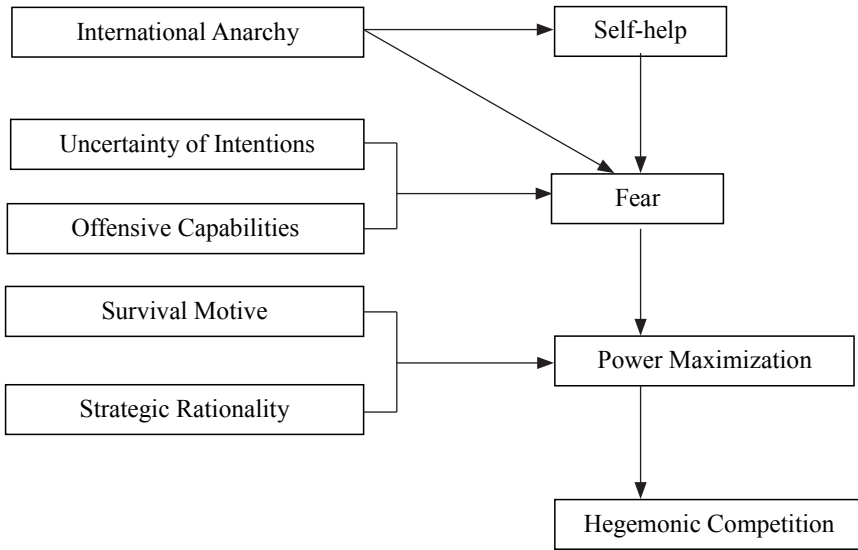 International Anarchy
Self-help
Uncertainty of Intentions
Fear
Offensive Capabilities
Survival Motive
Power Maximization
Strategic Rationality
Hegemonic Competition